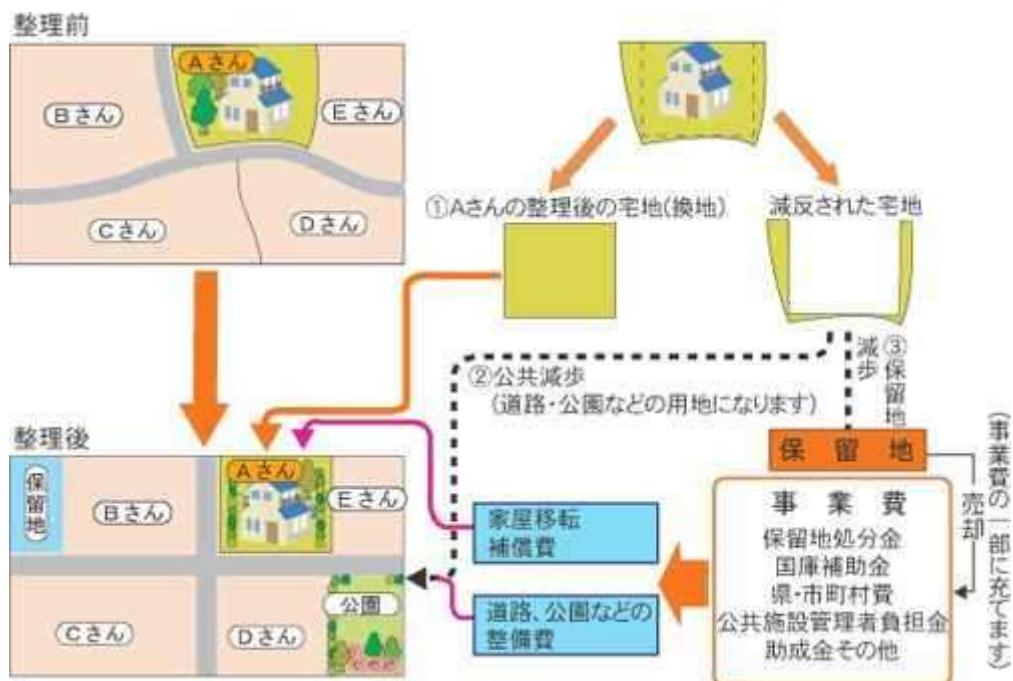 整理前
Aさん
Bさん
Eさん
Cさん
Dさん
①Aさんの整理後の宅地(換地)
減反された宅地
②公共減歩
(道路・公園などの用地になります)
③保留地
減歩
保留地
売却
(事業費の一部に充てます)
事業費
保留地処分金
国庫補助金
県・市町村費
公共施設管理者負担金
助成金その他
家屋移転
補償費
道路、公園などの
整備費
整理後
保留地
Bさん
Aさん
Eさん
Cさん
Dさん
公園